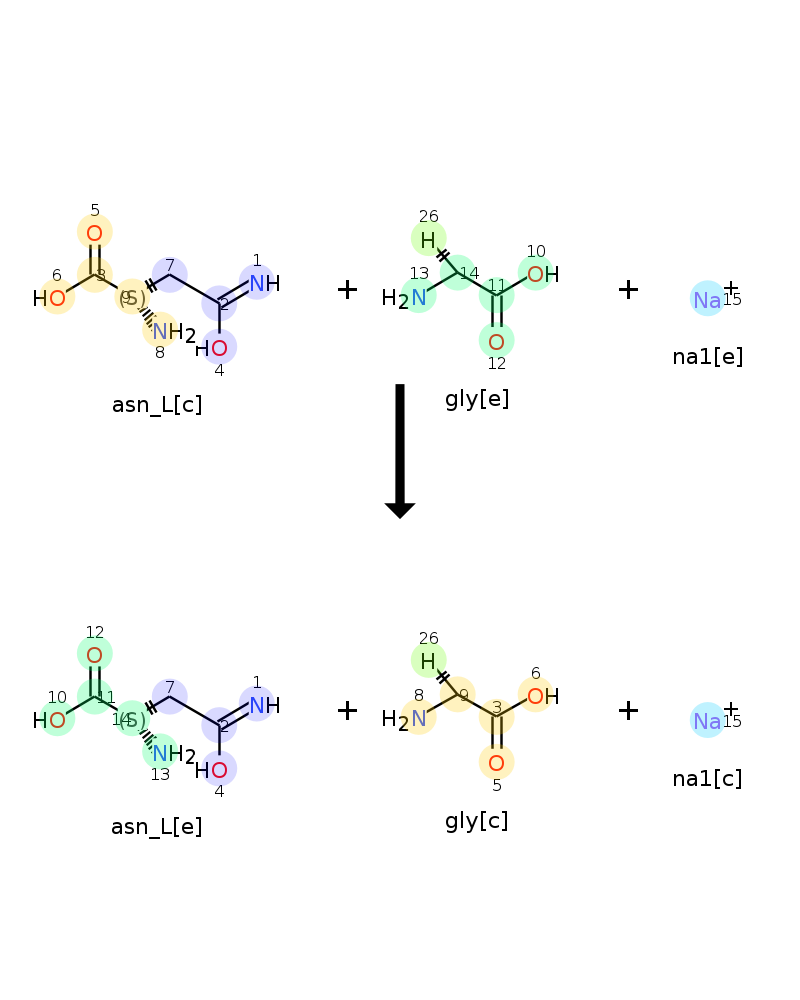 5
6 3 9 7 1
O
HO (S) NH
2
NH2 HO
8 4
asn_L[c]
+
26
H
13 14 11 10
H2N OH
O
12
gly[e]
+
Na+
15
na1[e]
12
O
10 11 14 7 1
HO (S) NH
2
NH2 HO
13 4
asn_L[e]
+
26
H
8 9 3 6
H2N OH
O
5
gly[c]
+
Na+
15
na1[c]